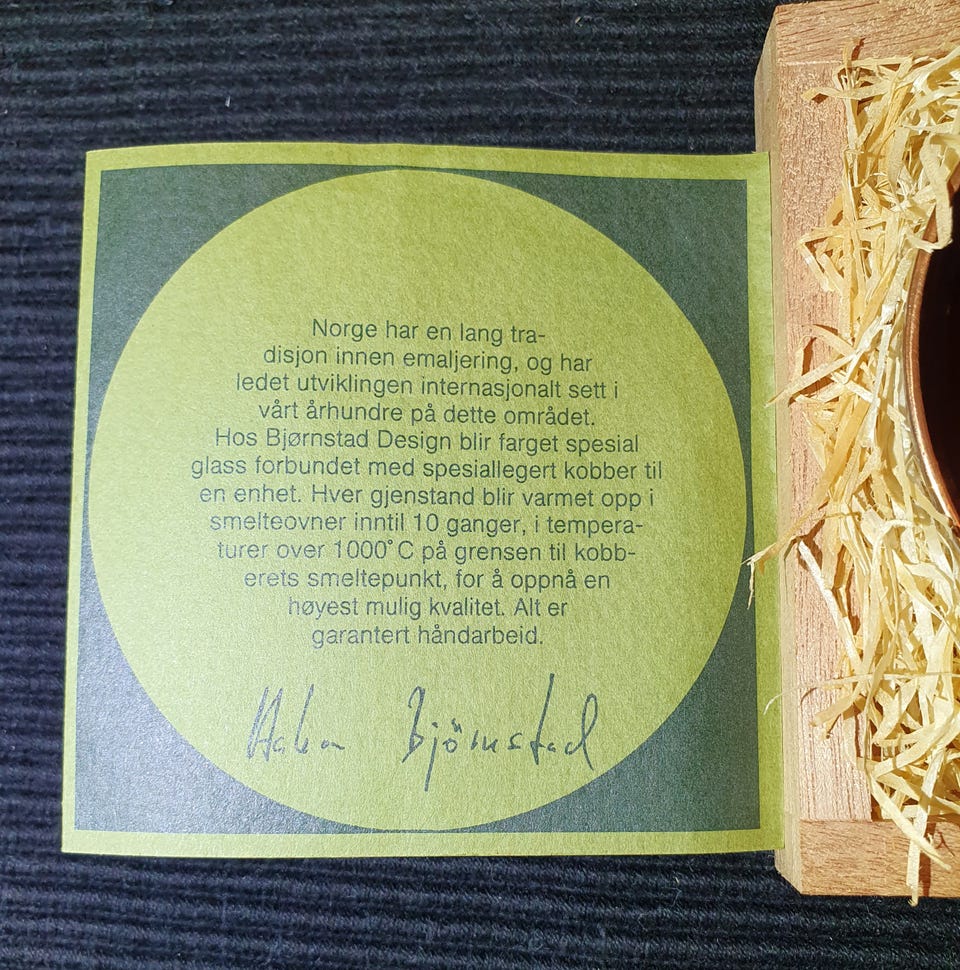 Norge har en lang tra-
disjon innen emaljering, og har
ledet utviklingen internasjonalt sett i
vårt århundre på dette området.
Hos Bjørnstad Design blir farget spesial
glass forbundet med spesiallegert kobber til
en enhet. Hver gjenstand blir varmet opp i
smelteovner inntil 10 ganger, i tempera-
turer over 1000°C på grensen til kobb-
erets smeltepunkt, for å oppnå en
høyest mulig kvalitet. Alt er
garantert håndarbeid.
Bjørnstad